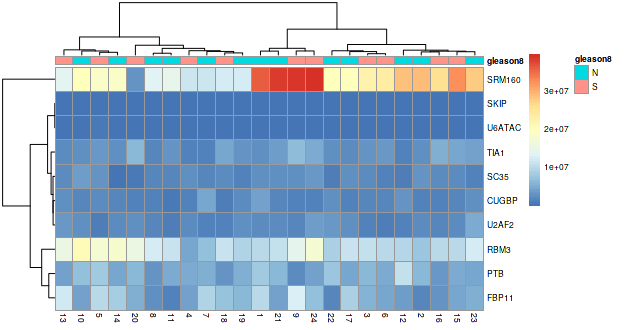 gleason8
SRM160
SKIP
U6ATAC
TIA1
SC35
CUGBP
U2AF2
RBM3
PTB
FBP11
13 10 5 14 20 8 11 4 7 18 19 1 21 9 24 22 17 3 6 12 2 16 15 23
3e+07
2e+07
1e+07
gleason8
N
S